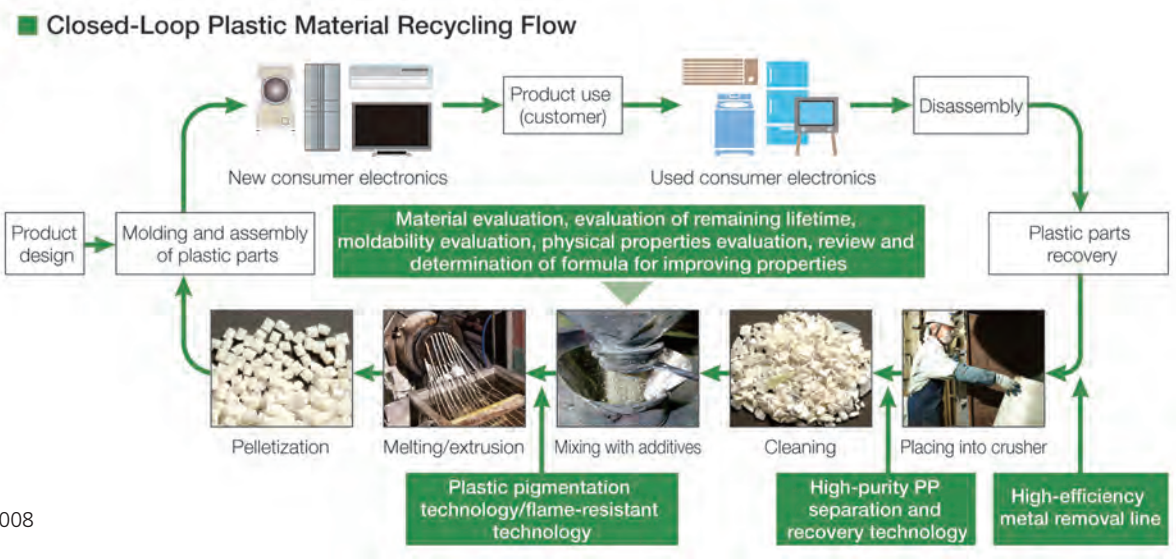 Closed-Loop Plastic Material Recycling Flow
Product use
(customer)
Disassembly
New consumer electronics
Used consumer electronics
Product
design
Molding and assembly
of plastic parts
Material evaluation, evaluation of remaining lifetime,
moldability evaluation, physical properties evaluation, review and
determination of formula for improving properties
Plastic parts
recovery
Pelletization
Melting/extrusion
Mixing with additives
Cleaning
Placing into crusher
Plastic pigmentation
technology/flame-resistant
technology
High-purity PP
separation and
recovery technology
High-efficiency
metal removal line
008